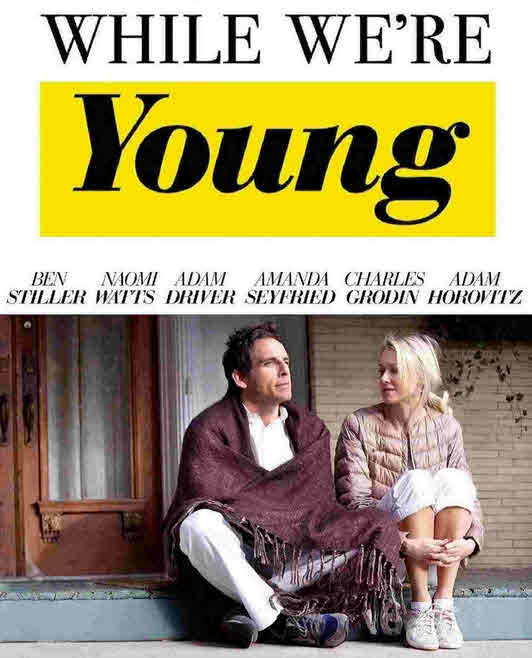 WHILE WE'RE
Young
BEN NAOMI ADAM AMANDA CHARLES ADAM
STILLER WATTS DRIVER SEYFRIED GRODIN HOROVITZ